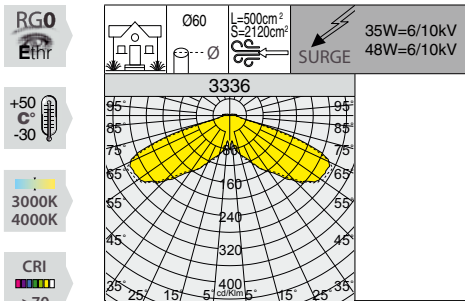 RG0
Ethr
+50
C°
-30
3000K
4000K
CRI
>70
Ø60
Ø
L=500cm²
S=2120cm²
SURGE
35W=6/10kV
48W=6/10kV
3336
95° 95°
85° 85°
75° 75°
65° 65°
55° 55°
45° 45°
35° 35°
25° 15° 5° cd/Klm 5° 15° 25°
80
160
240
320
400